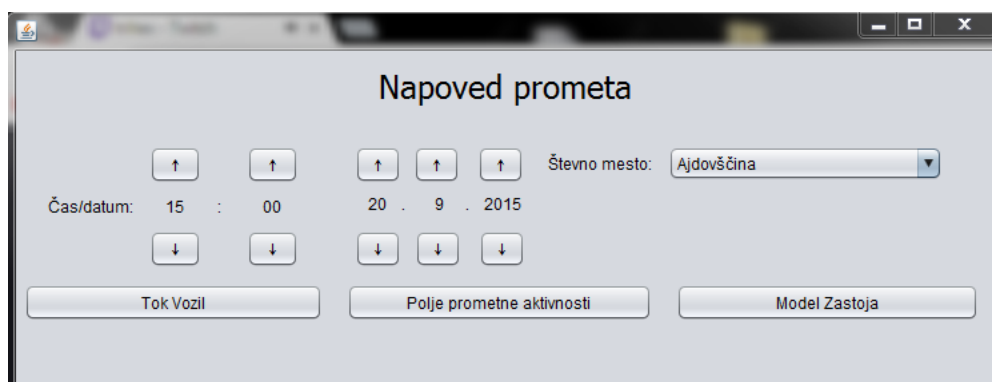 Napoved prometa
↑ ↑ ↑ ↑ ↑ Števno mesto: Ajdovščina
Čas/datum: 15 : 00 20 . 9 . 2015
↓ ↓ ↓ ↓ ↓
Tok Vozil Polje prometne aktivnosti Model Zastoja